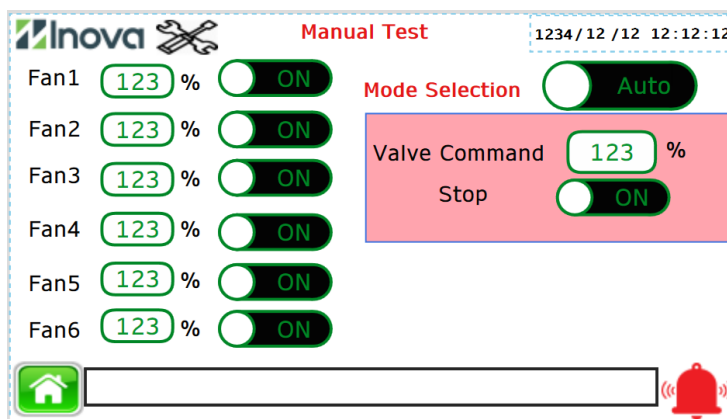 Inova
Manual Test
1234/12/12 12:12:12
Fan1 123 % ON
Mode Selection Auto
Fan2 123 % ON
Valve Command 123 %
Fan3 123 % ON
Stop ON
Fan4 123 % ON
Fan5 123 % ON
Fan6 123 % ON